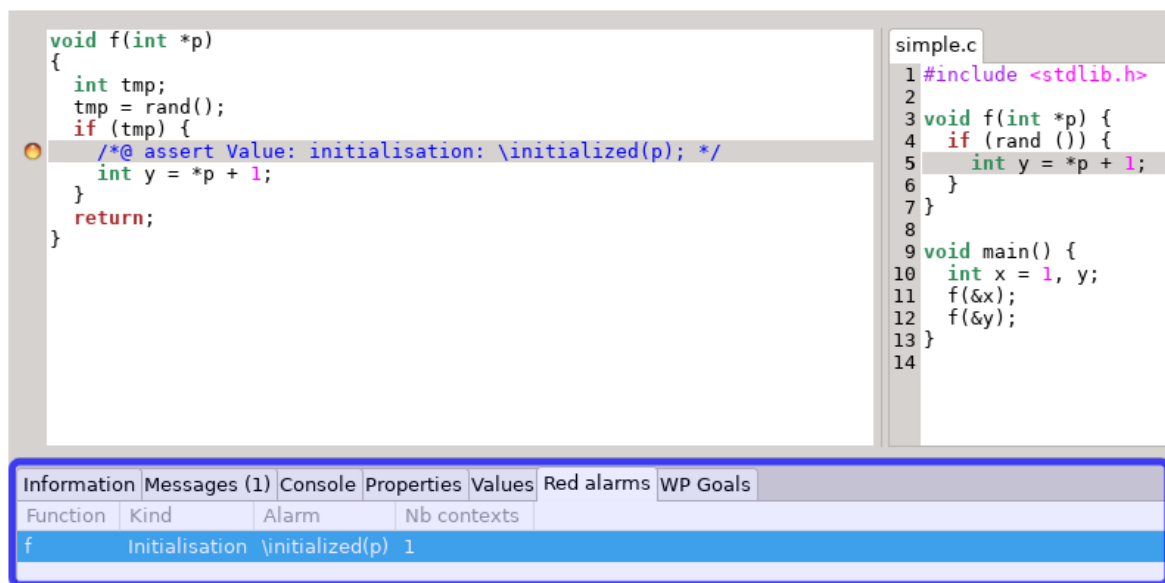 void f(int *p)
{
  int tmp;
  tmp = rand();
  if (tmp) {
    /*@ assert Value: initialisation: \initialized(p); */
    int y = *p + 1;
  }
  return;
}
simple.c
1 #include <stdlib.h>
2
3 void f(int *p) {
4   if (rand ()) {
5     int y = *p + 1;
6   }
7 }
8
9 void main() {
10   int x = 1, y;
11   f(&x);
12   f(&y);
13 }
14
Information Messages (1) Console Properties Values Red alarms WP Goals
Function Kind Alarm Nb contexts
f Initialisation \initialized(p) 1